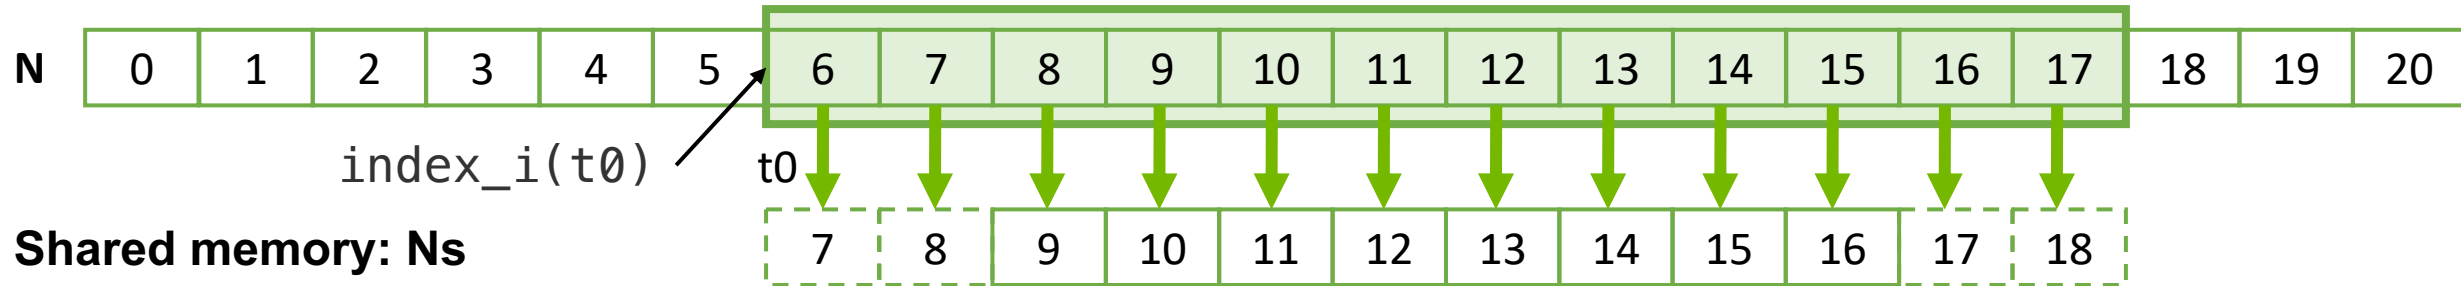 N 0 1 2 3 4 5 6 7 8 9 10 11 12 13 14 15 16 17 18 19 20
index_i(t0) t0
Shared memory: Ns 7 8 9 10 11 12 13 14 15 16 17 18